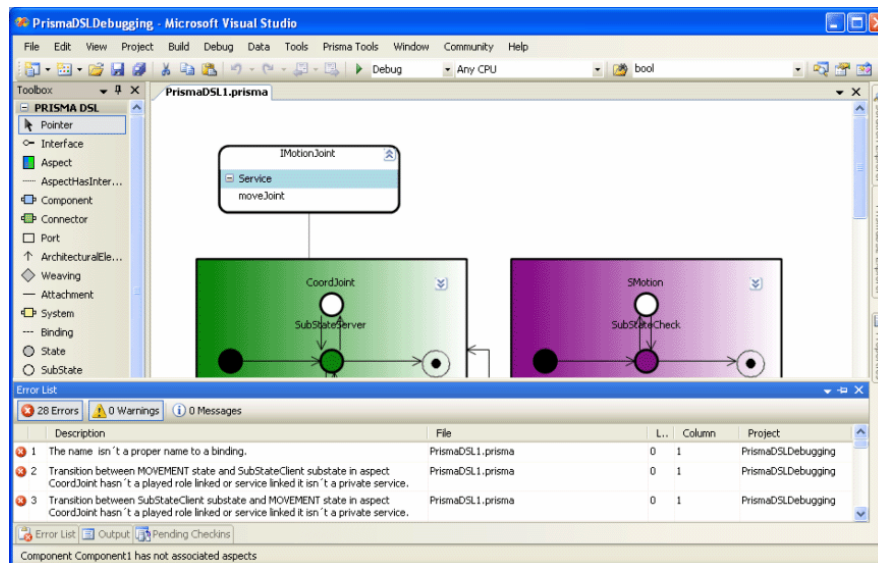 PrismaDSLDebugging - Microsoft Visual Studio
File Edit View Project Build Debug Data Tools Prisma Tools Window Community Help
Debug Any CPU bool
Toolbox
PrismaDSL1.prisma
PRISMA DSL
Pointer
Interface
Aspect
AspectHasInter...
Component
Connector
Port
ArchitecturalEle...
Weaving
Attachment
System
Binding
State
SubState
IMotionJoint
Service
moveJoint
CoordJoint
SubStateServer
SMotion
SubStateCheck
Error List
28 Errors 0 Warnings 0 Messages
Description File L.. Column Project
1 The name isn´t a proper name to a binding. PrismaDSL1.prisma 0 1 PrismaDSLDebugging
2 Transition between MOVEMENT state and SubStateClient substate in aspect PrismaDSL1.prisma 0 1 PrismaDSLDebugging
CoordJoint hasn´t a played role linked or service linked it isn´t a private service.
3 Transition between SubStateClient substate and MOVEMENT state in aspect PrismaDSL1.prisma 0 1 PrismaDSLDebugging
CoordJoint hasn´t a played role linked or service linked it isn´t a private service.
Error List Output Pending Checkins
Component Component1 has not associated aspects